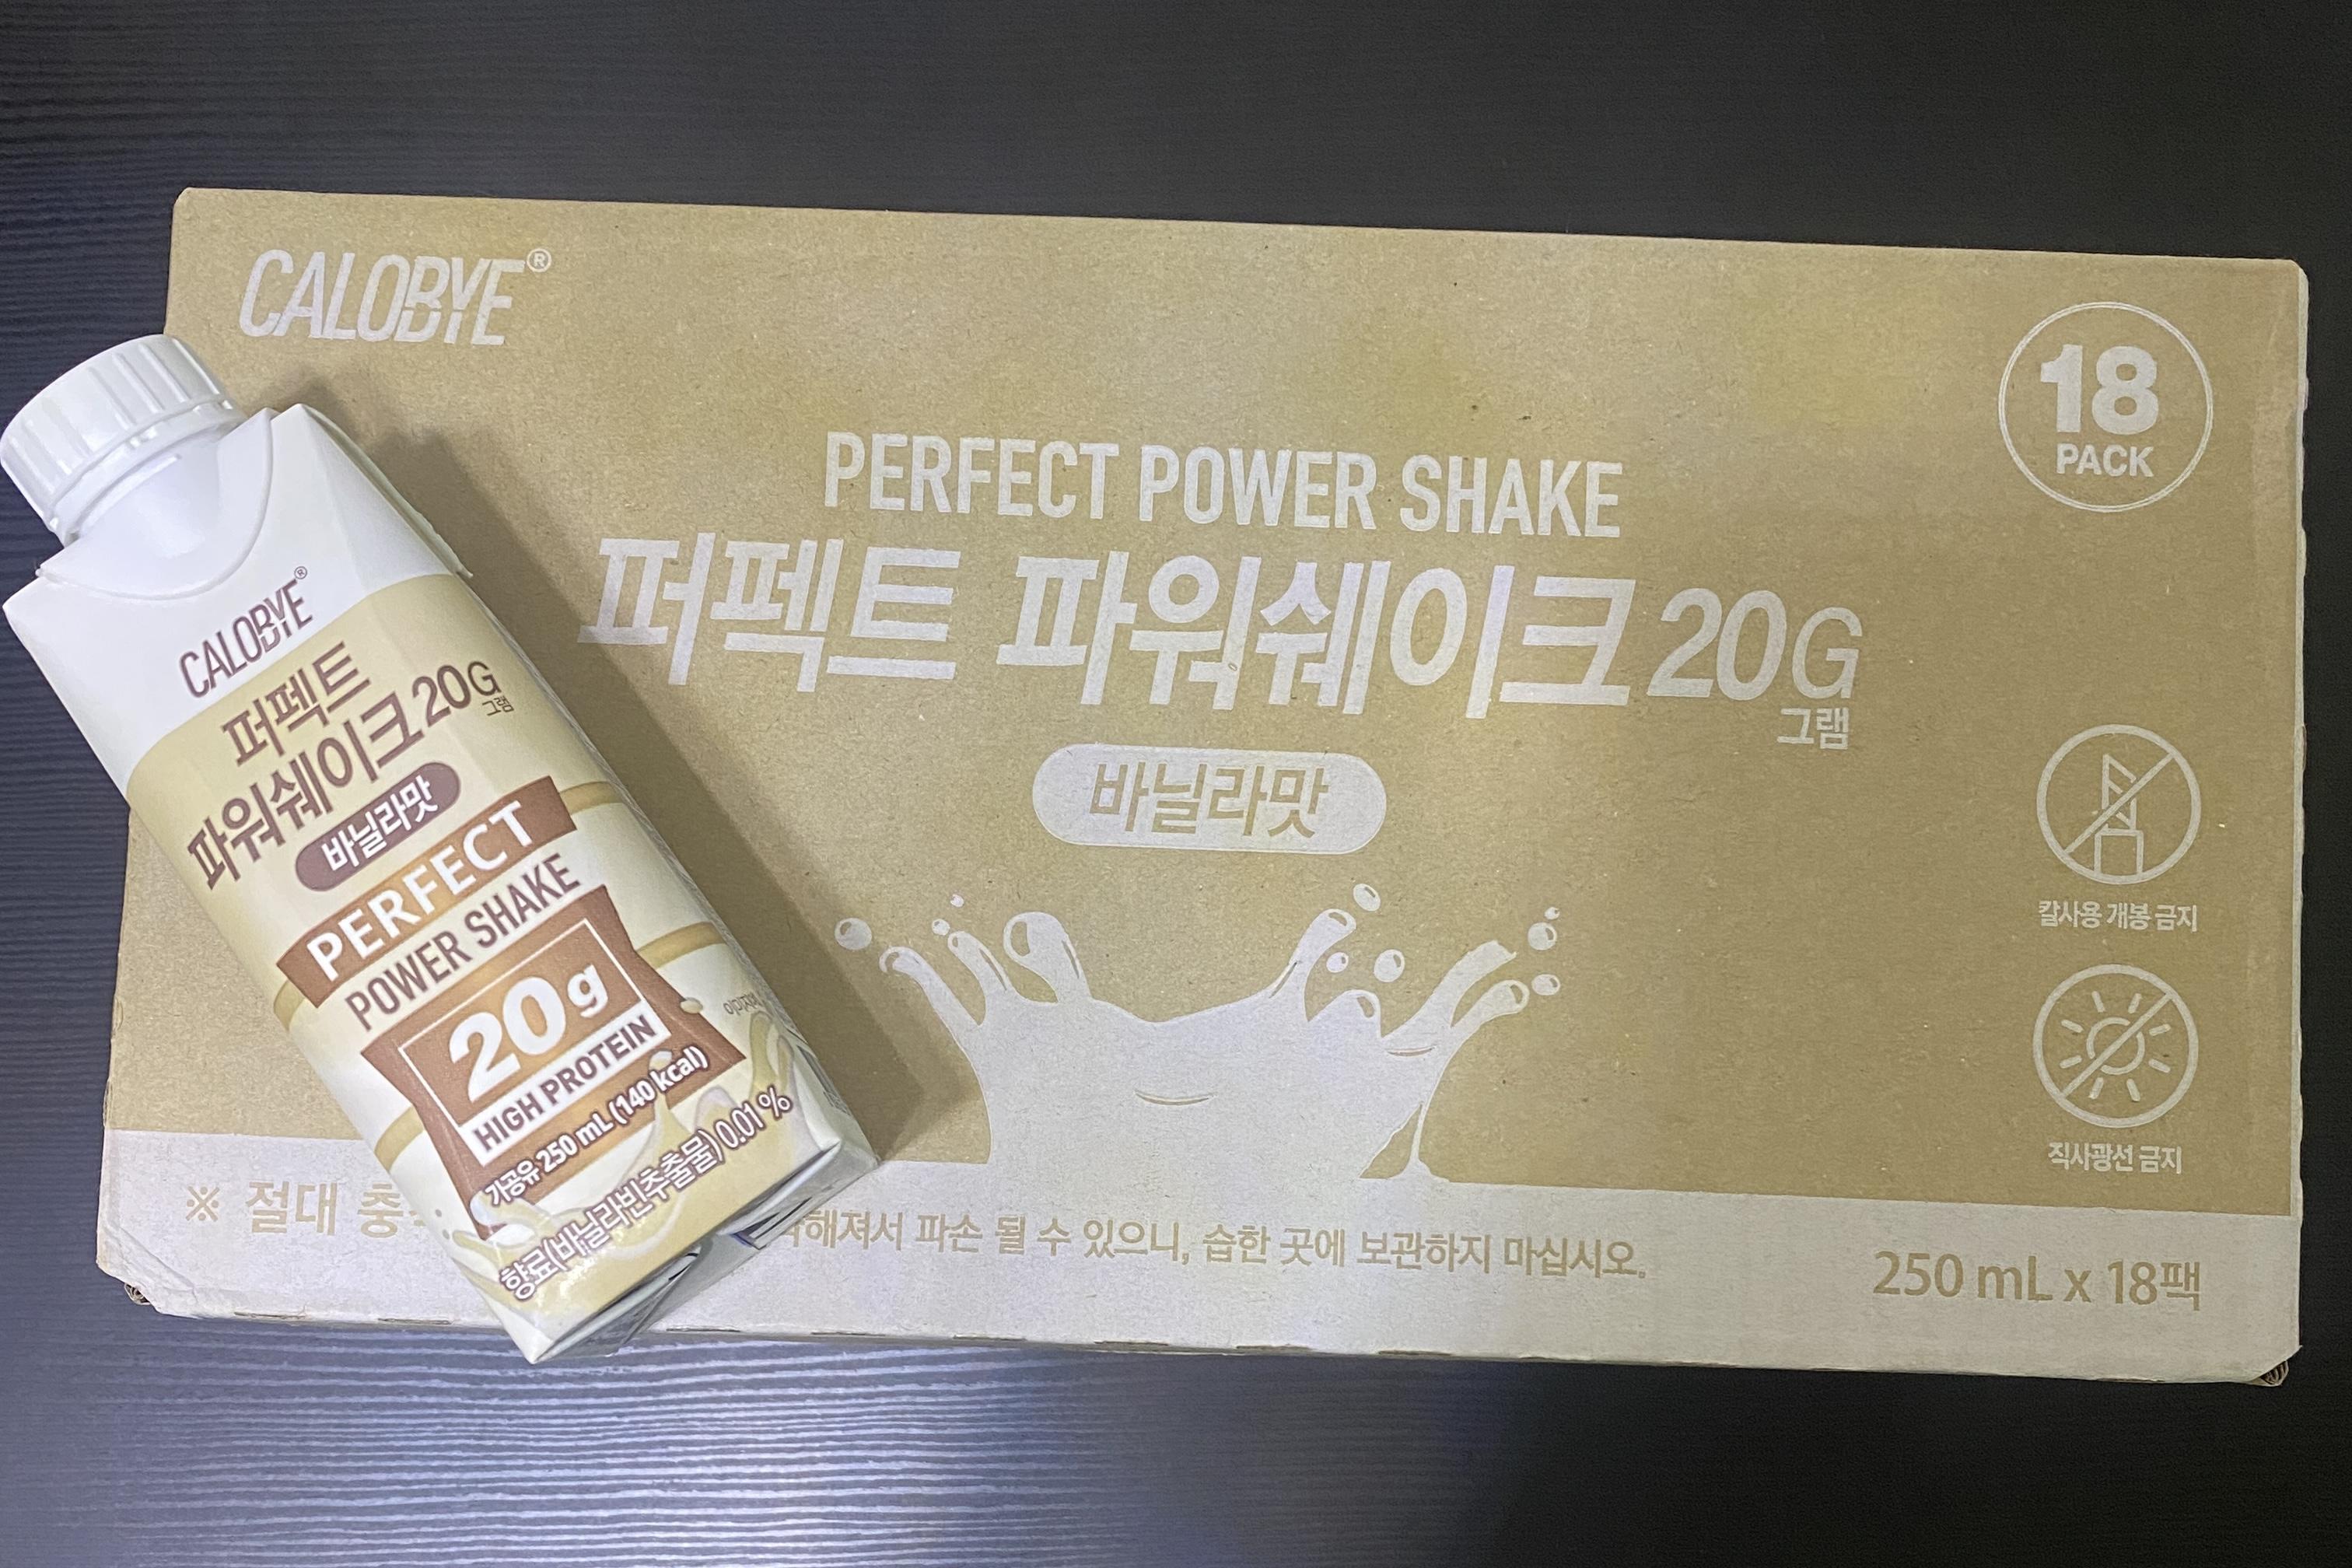 CALOBYE®
18
PACK
PERFECT POWER SHAKE
퍼펙트 파워쉐이크 20G
그램
바닐라맛
칼사용 개봉 금지
직사광선 금지
※ 절대
파손 될 수 있으니, 습한 곳에 보관하지 마십시오.
250 mL x 18팩
CALOBYE®
퍼펙트
파워쉐이크 20G
그램
바닐라맛
PERFECT
POWER SHAKE
20g
HIGH PROTEIN
가공유 250 mL (140 kcal)
향료(바닐라빈추출물) 0.01 %